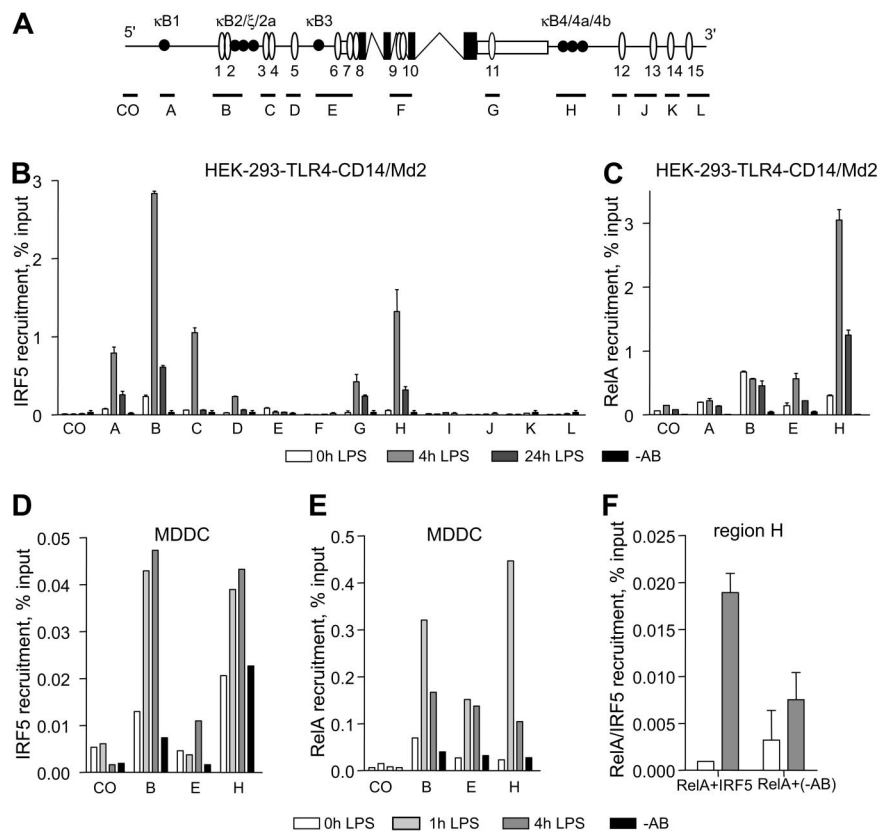 A
κB1 κB2/ξ/2a κB3 κB4/4a/4b
5' 3'
1 2 3 4 5 6 7 8 9 10 11 12 13 14 15
CO A B C D E F G H I J K L
B
HEK-293-TLR4-CD14/Md2
IRF5 recruitment, % input
3
2
1
0
CO A B C D E F G H I J K L
C
HEK-293-TLR4-CD14/Md2
RelA recruitment, % input
3
2
1
0
CO A B E H
0h LPS 4h LPS 24h LPS -AB
D
MDDC
IRF5 recruitment, % input
0.05
0.04
0.03
0.02
0.01
0.00
CO B E H
E
MDDC
RelA recruitment, % input
0.5
0.4
0.3
0.2
0.1
0.0
CO B E H
F
region H
RelA/IRF5 recruitment, % input
0.025
0.020
0.015
0.010
0.005
0.000
RelA+IRF5 RelA+(-AB)
0h LPS 1h LPS 4h LPS -AB